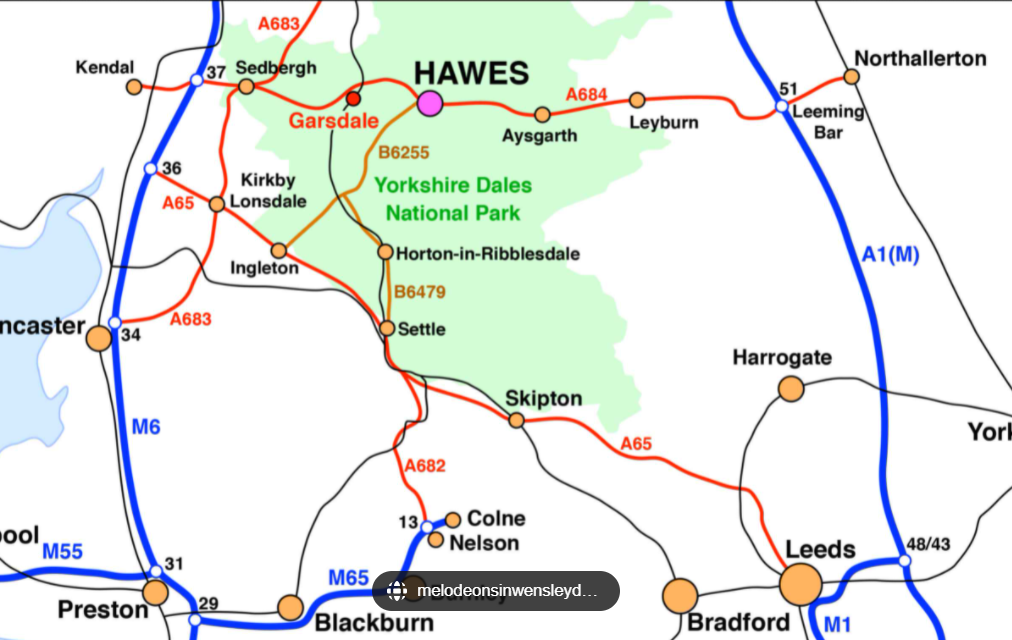 A683
Kendal
37
Sedbergh
HAWES
Northallerton
51
A684
Leeming
Bar
Garsdale
Aysgarth
Leyburn
B6255
36
Kirkby
Lonsdale
A65
Yorkshire Dales
National Park
Ingleton
Horton-in-Ribblesdale
A1(M)
B6479
A683
ncaster
34
Settle
Harrogate
Skipton
M6
York
A65
A682
13
Colne
Nelson
ool
M55
31
48/43
Leeds
M65
melodeonsinwensleyd...
Preston
29
Blackburn
Bradford
M1